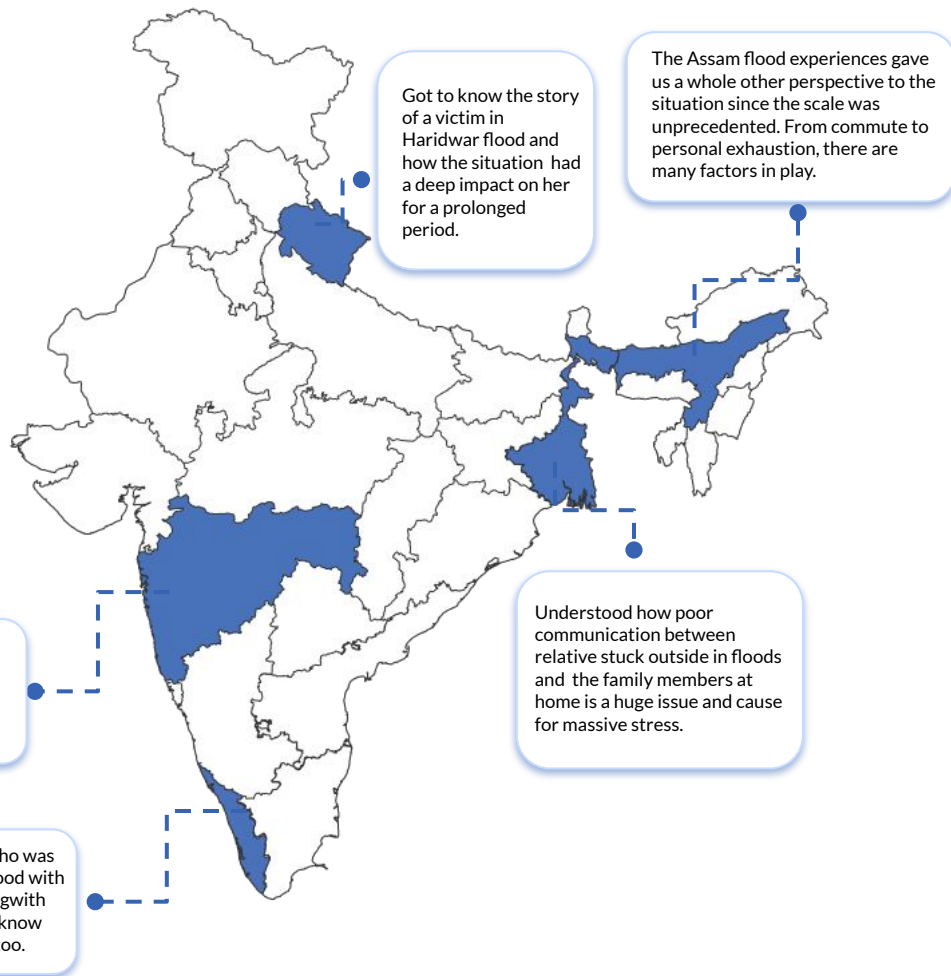 Got to know the story
of a victim in
Haridwar flood and
how the situation had
a deep impact on her
for a prolonged
period.
The Assam flood experiences gave
us a whole other perspective to the
situation since the scale was
unprecedented. From commute to
personal exhaustion, there are
many factors in play.
Understood how poor
communication between
relative stuck outside in floods
and the family members at
home is a huge issue and cause
for massive stress.
was
with
know
too.